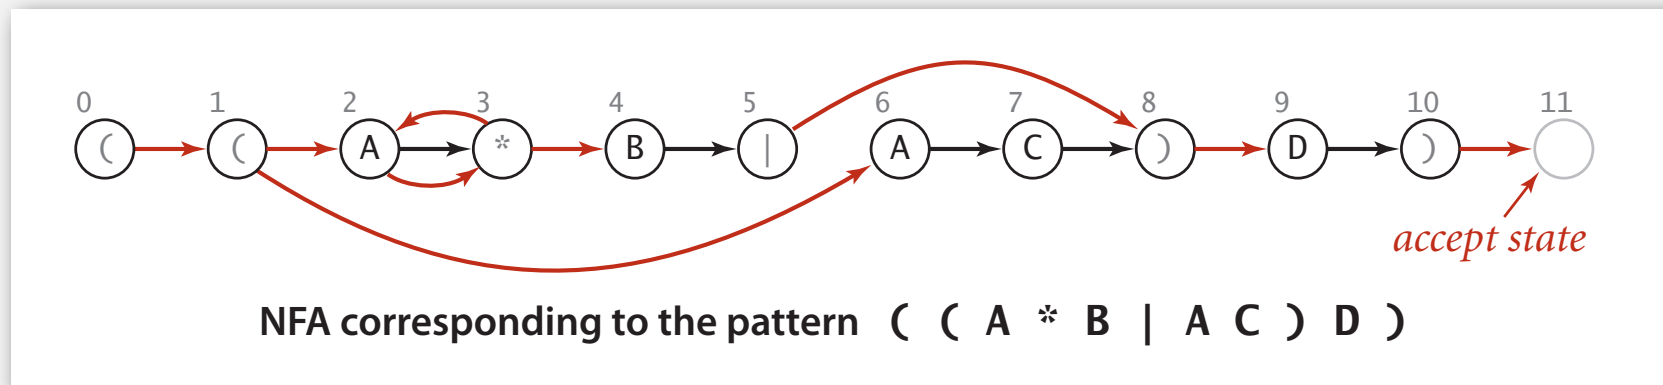 0 1 2 3 4 5 6 7 8 9 10 11
( ( A * B | A C ) D )
accept state
NFA corresponding to the pattern ( ( A * B | A C ) D )